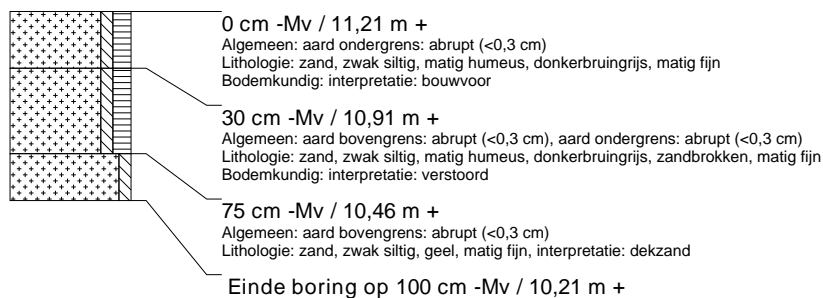 0 cm -Mv / 11,21 m +
Algemeen: aard ondergrens: abrupt (<0,3 cm)
Lithologie: zand, zwak siltig, matig humeus, donkerbruingrijs, matig fijn
Bodemkundig: interpretatie: bouwvoor
30 cm -Mv / 10,91 m +
Algemeen: aard bovengrens: abrupt (<0,3 cm), aard ondergrens: abrupt (<0,3 cm)
Lithologie: zand, zwak siltig, matig humeus, donkerbruingrijs, zandbrokken, matig fijn
Bodemkundig: interpretatie: verstoord
75 cm -Mv / 10,46 m +
Algemeen: aard bovengrens: abrupt (<0,3 cm)
Lithologie: zand, zwak siltig, geel, matig fijn, interpretatie: dekzand
Einde boring op 100 cm -Mv / 10,21 m +